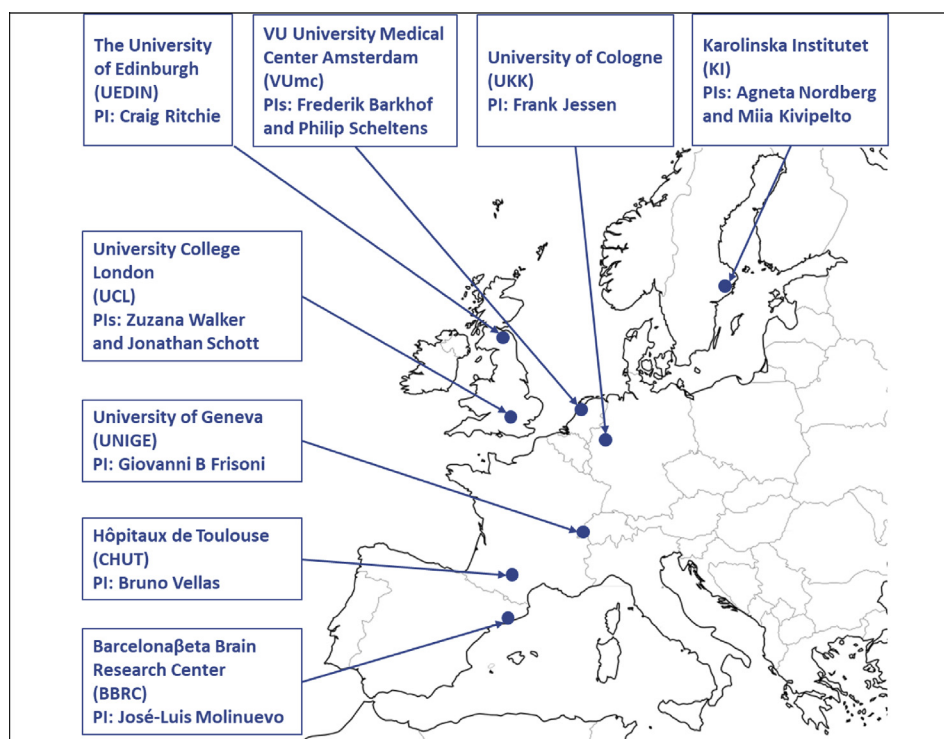 The University
of Edinburgh
(UEDIN)
PI: Craig Ritchie
VU University Medical
Center Amsterdam
(VUmc)
PIs: Frederik Barkhof
and Philip Scheltens
University of Cologne
(UKK)
PI: Frank Jessen
Karolinska Institutet
(KI)
PIs: Agneta Nordberg
and Miia Kivipelto
University College
London
(UCL)
PIs: Zuzana Walker
and Jonathan Schott
University of Geneva
(UNIGE)
PI: Giovanni B Frisoni
Hôpitaux de Toulouse
(CHUT)
PI: Bruno Vellas
Barcelonaβeta Brain
Research Center
(BBRC)
PI: José-Luis Molinuevo